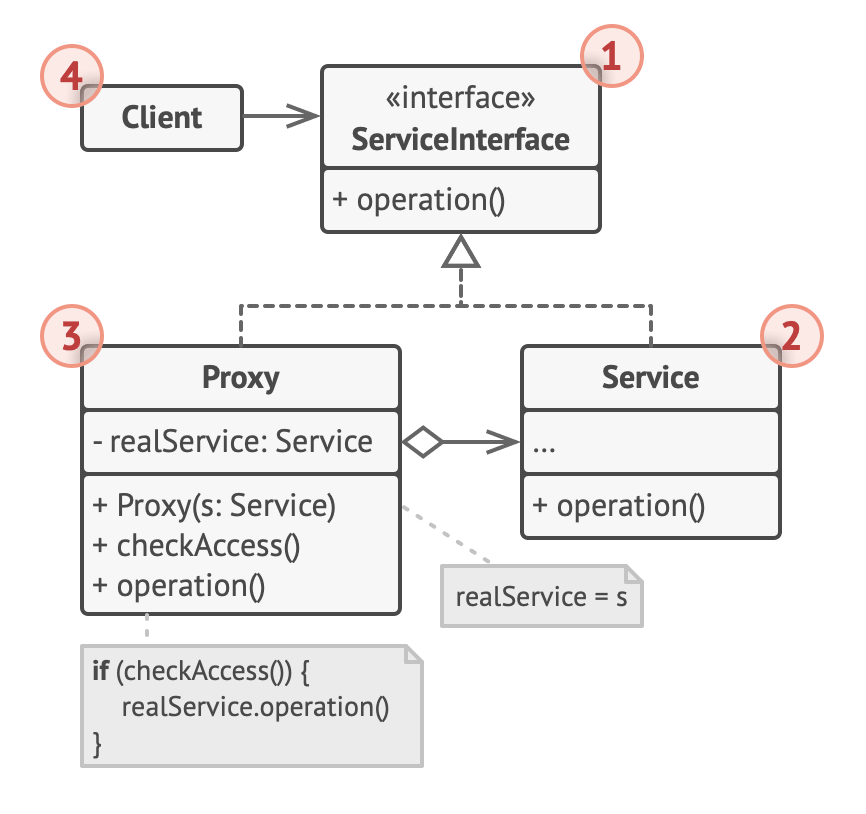 4
Client
1
«interface»
ServiceInterface
+ operation()
3
Proxy
- realService: Service
+ Proxy(s: Service)
+ checkAccess()
+ operation()
2
Service
...
+ operation()
realService = s
if (checkAccess()) {
realService.operation()
}